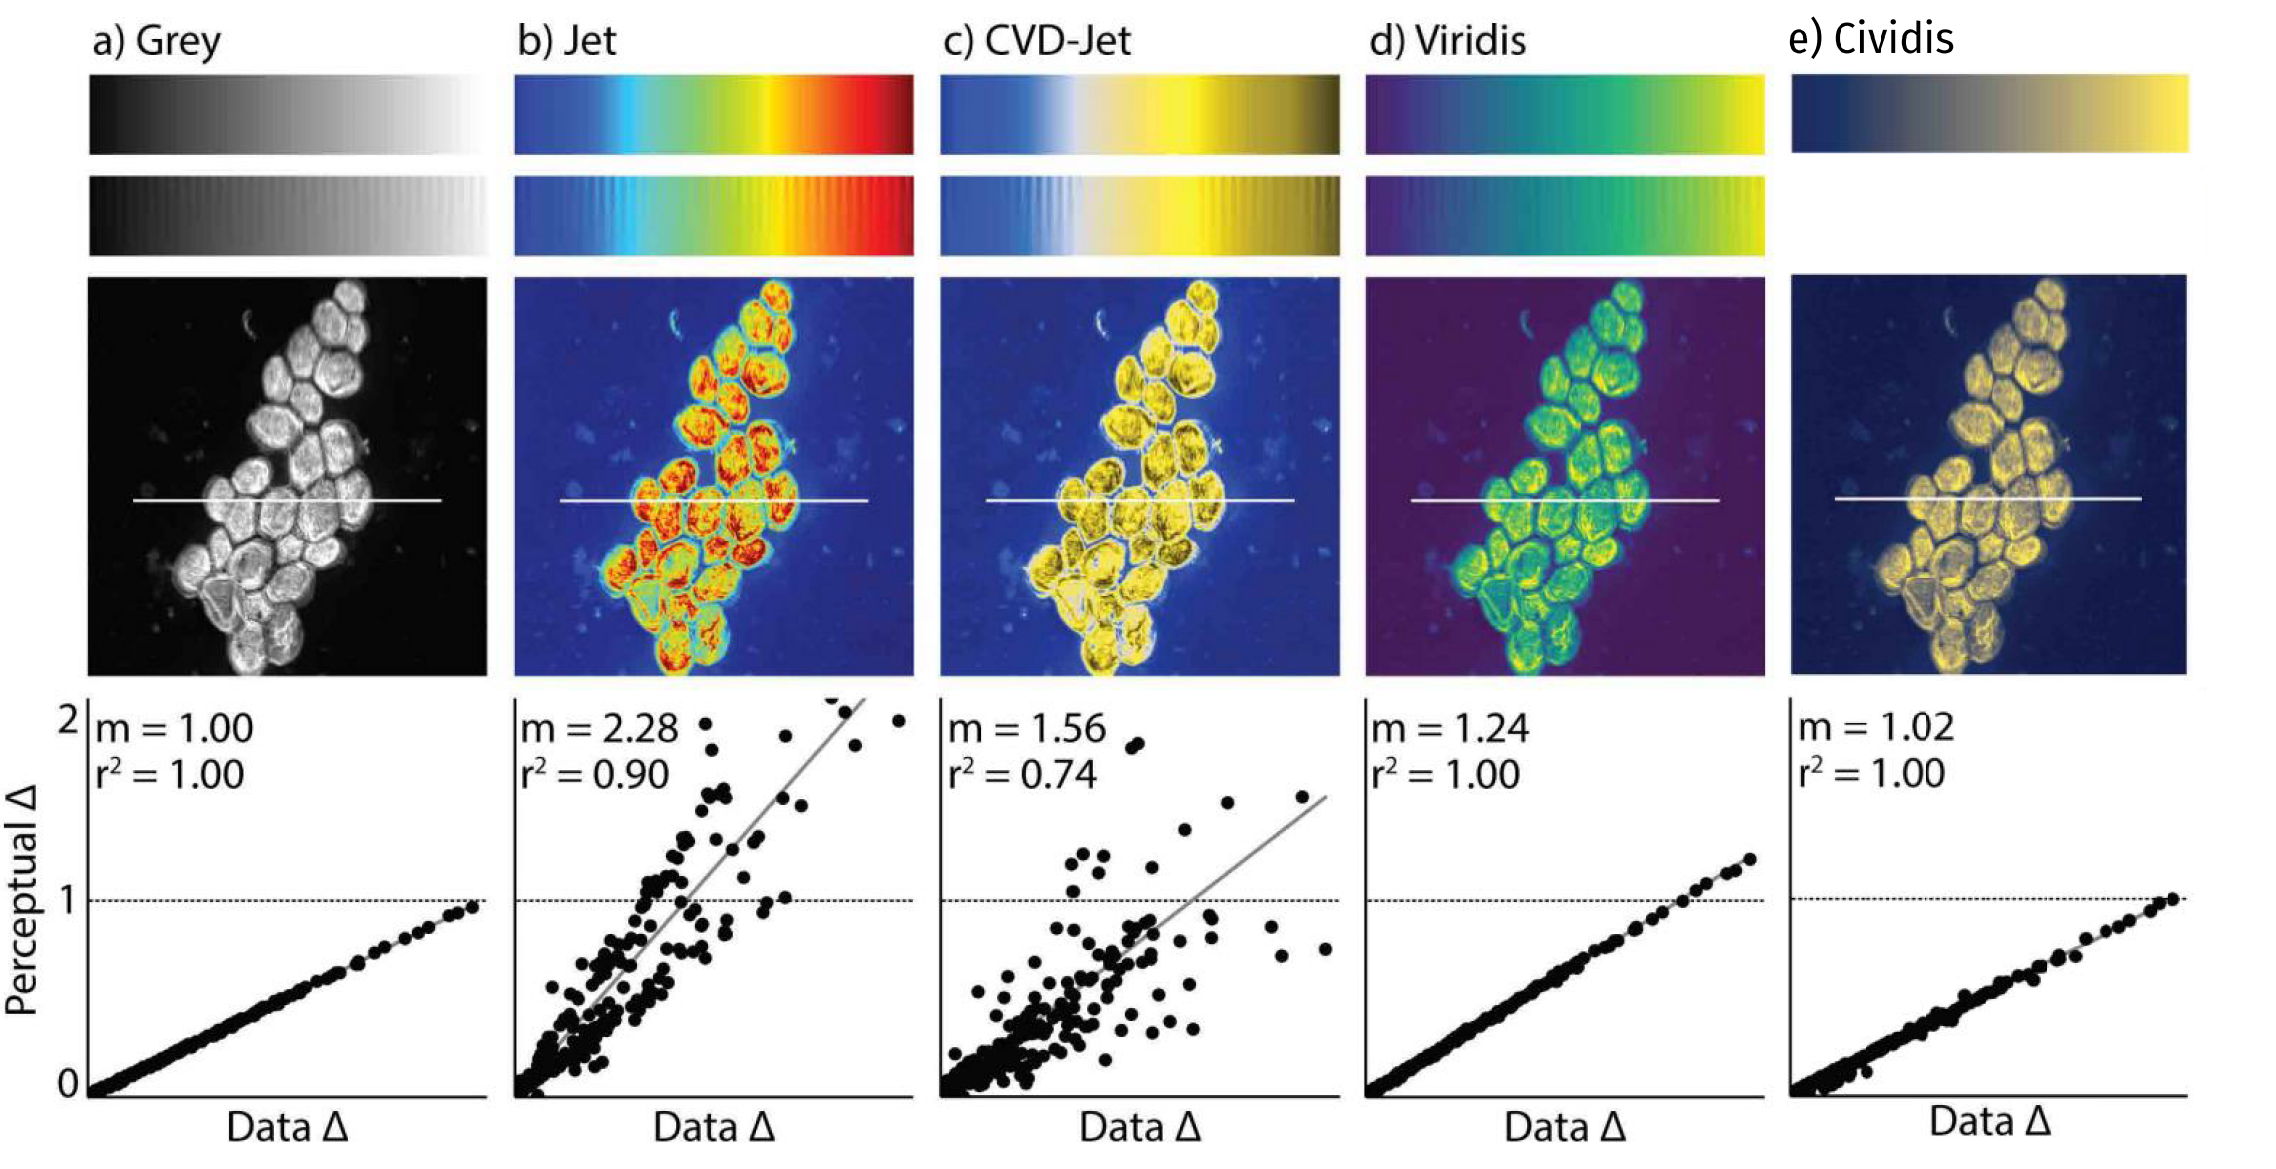 a) Grey
b) Jet
c) CVD-Jet
d) Viridis
e) Cividis
2
1
0
Perceptual Δ
m = 1.00
r² = 1.00
m = 2.28
r² = 0.90
m = 1.56
r² = 0.74
m = 1.24
r² = 1.00
m = 1.02
r² = 1.00
Data Δ
Data Δ
Data Δ
Data Δ
Data Δ